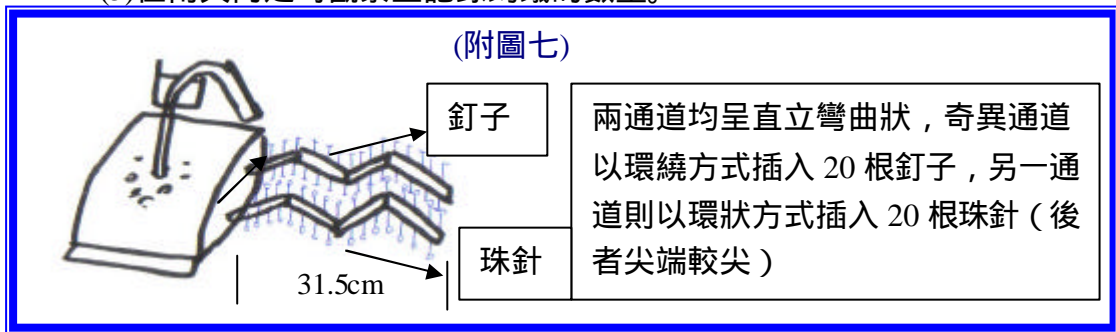 (附圖七)
釘子
兩通道均呈直立彎曲狀，奇異通道
以環繞方式插入 20 根釘子，另一通
道則以環狀方式插入 20 根珠針（後
者尖端較尖）
珠針
31.5cm